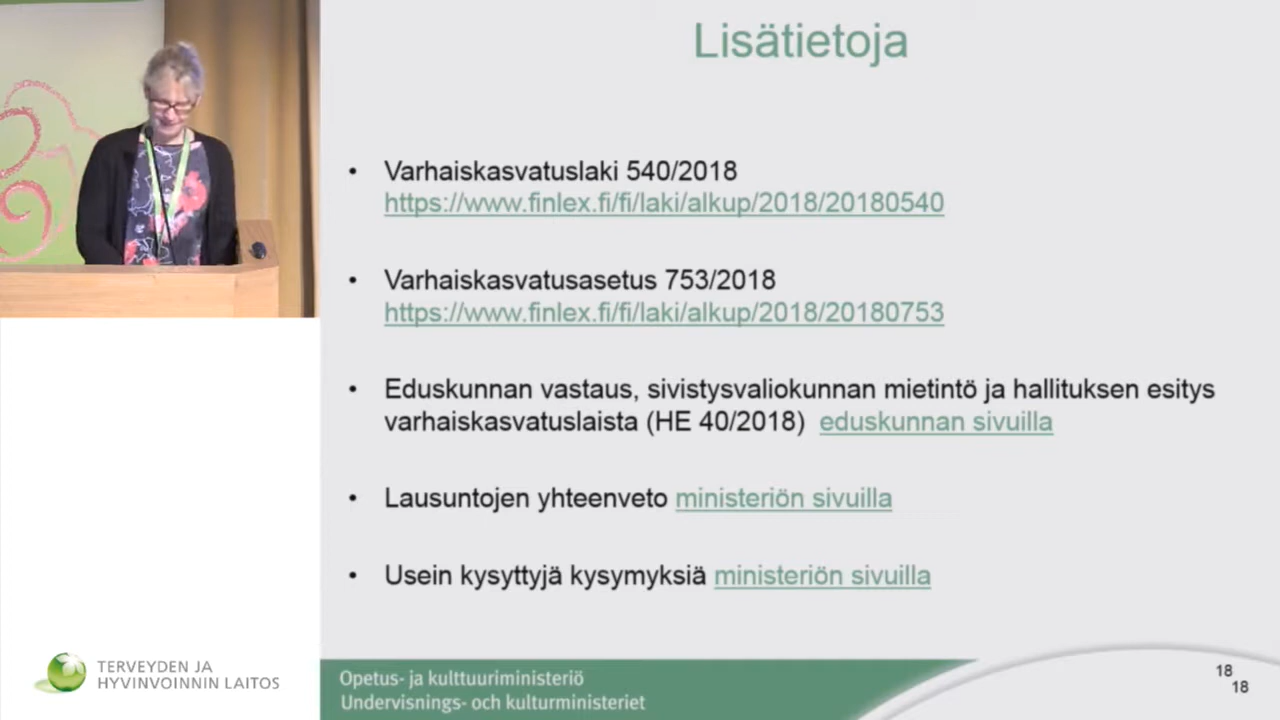 Lisätietoja
• Varhaiskasvatuslaki 540/2018
https://www.finlex.fi/fi/laki/alkup/2018/20180540
• Varhaiskasvatusasetus 753/2018
https://www.finlex.fi/fi/laki/alkup/2018/20180753
• Eduskunnan vastaus, sivistysvaliokunnan mietintö ja hallituksen esitys
varhaiskasvatuslaista (HE 40/2018) eduskunnan sivuilla
• Lausuntojen yhteenveto ministeriön sivuilla
• Usein kysyttyjä kysymyksiä ministeriön sivuilla
TERVEYDEN JA
HYVINVOINNIN LAITOS
Opetus- ja kulttuuriministeriö
Undervisnings- och kulturministeriet
18
18